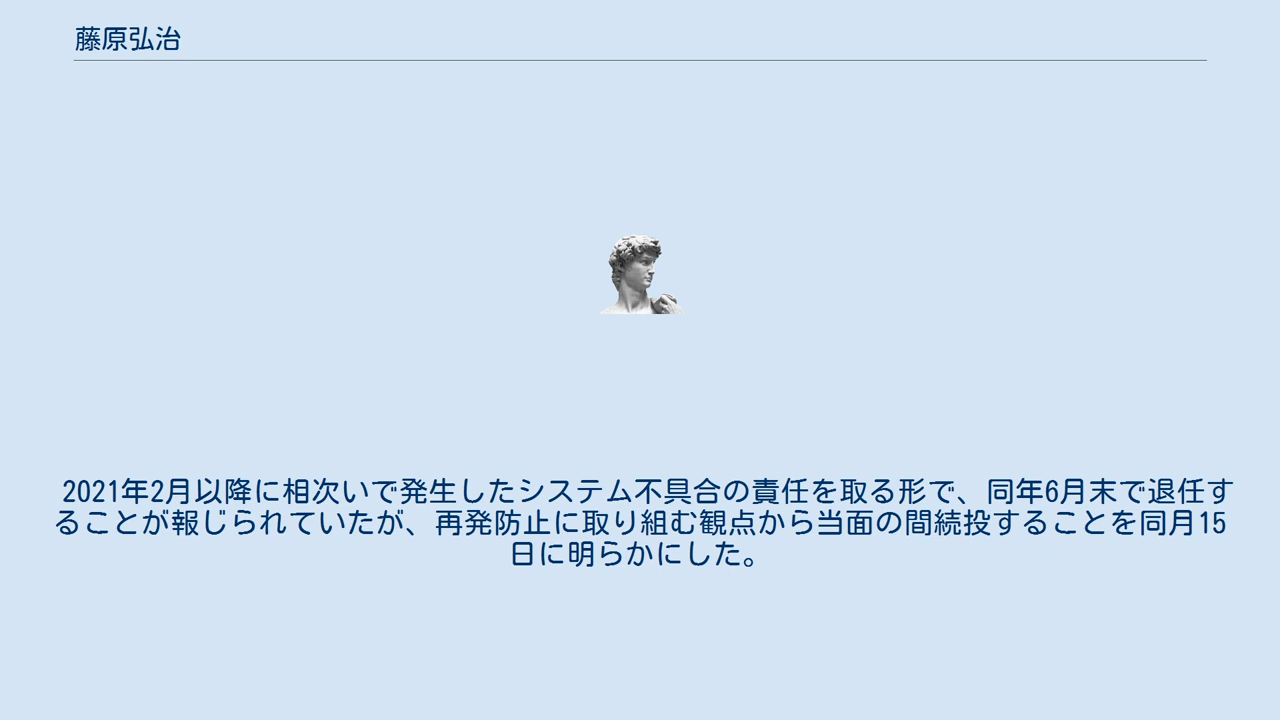 藤原弘治
2021年2月以降に相次いで発生したシステム不具合の責任を取る形で、同年6月末で退任す
ることが報じられていたが、再発防止に取り組む観点から当面の間続投することを同月15
日に明らかにした。